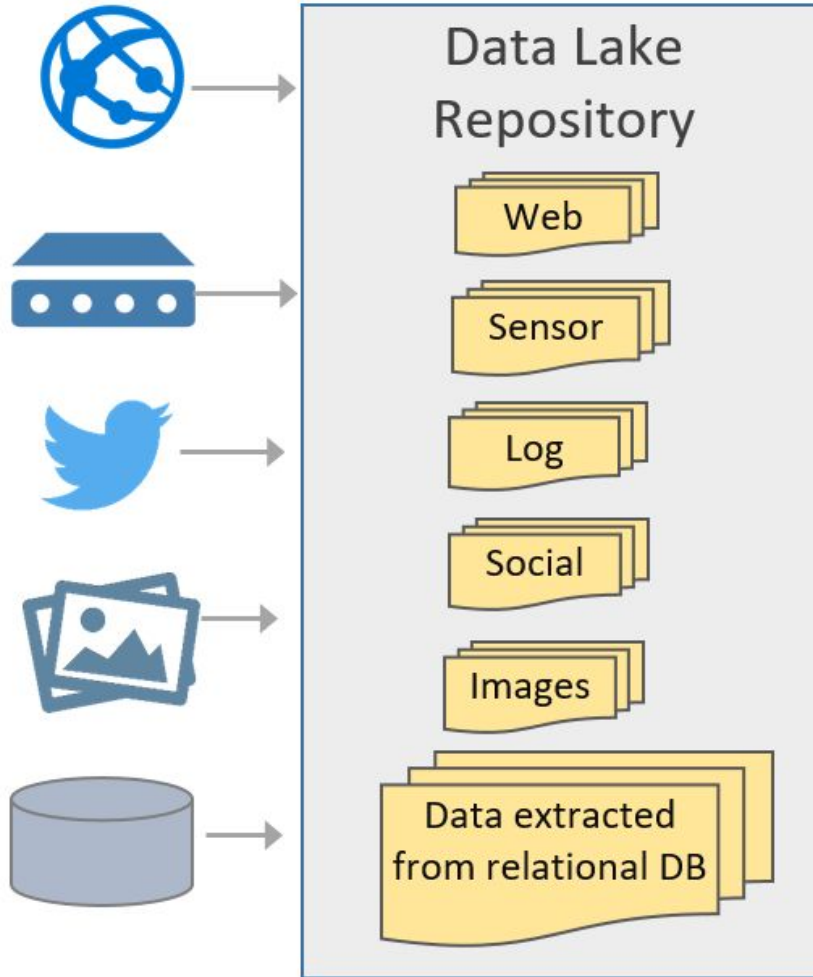 Data Lake
Repository
Web
Sensor
Log
Social
Images
Data extracted
from relational DB